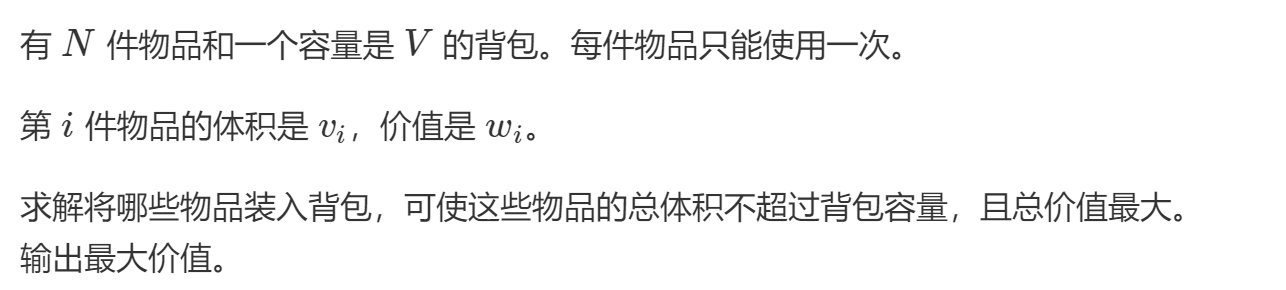 有 N 件物品和一个容量是 V 的背包。每件物品只能使用一次。
第 i 件物品的体积是 vᵢ，价值是 wᵢ。
求解将哪些物品装入背包，可使这些物品的总体积不超过背包容量，且总价值最大。
输出最大价值。